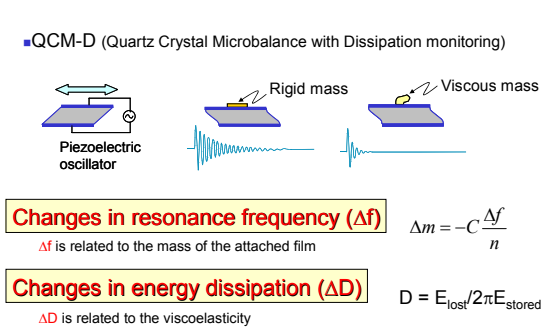 ▪QCM-D (Quartz Crystal Microbalance with Dissipation monitoring)
Rigid mass
Viscous mass
Piezoelectric
oscillator
Changes in resonance frequency (Δf)
Δm = −C Δf/n
Δf is related to the mass of the attached film
Changes in energy dissipation (ΔD)
D = E_lost/2πE_stored
ΔD is related to the viscoelasticity